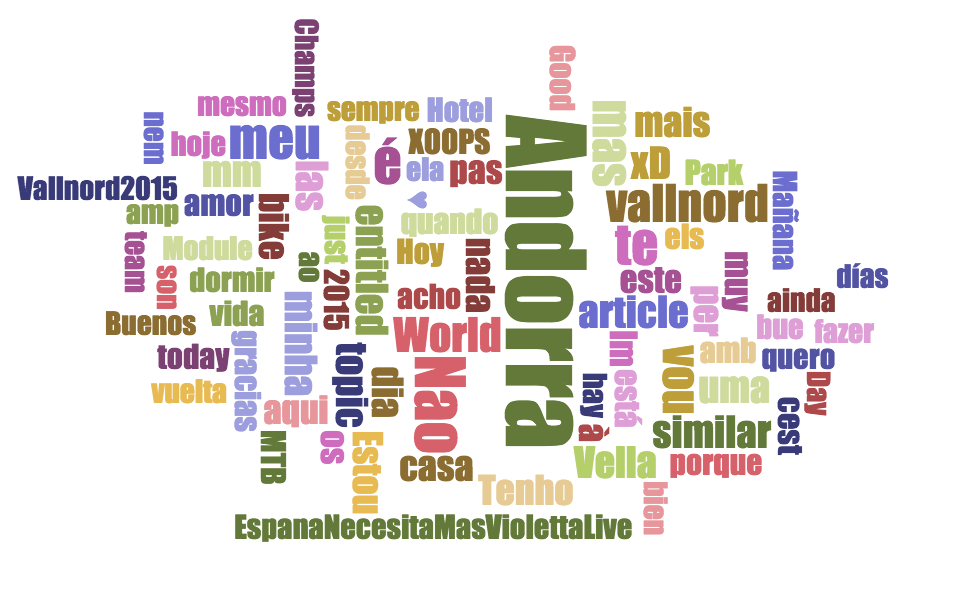 Champs
Good
mesmo
sempre
Hotel
mas
mais
nem
hoje
meu
desde
é
XOOPS
Andorra
xD
Park
mm
las
ela
pas
Vallnord2015
amor
vallnord
Mañana
amp
bike
entitled
quando
te
els
team
Module
just
Hoy
nada
este
muy
días
son
dormir
ao
2015
acho
article
per
ainda
Buenos
vida
minha
World
Im
bue
fazer
today
gracias
topic
dia
Nao
vou
amb
quero
vuelta
aqui
hay
está
uma
Day
MTB
os
Estou
casa
à
similar
cest
Tenho
Vella
porque
bien
EspanaNecesitaMasViolettaLive